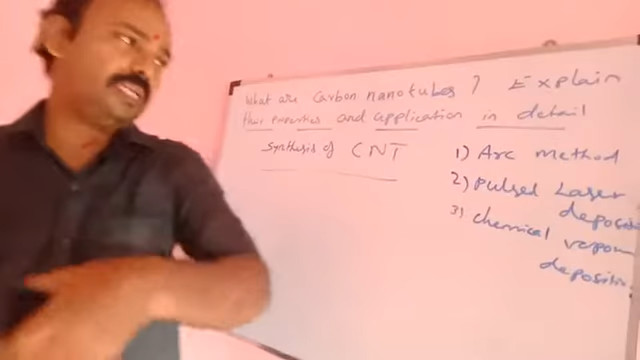 What are Carbon nanotubes ? Explain
their Properties and application in detail
Synthesis of CNT
1) Arc method
2) Pulsed Laser
deposition
3) chemical vapour
deposition